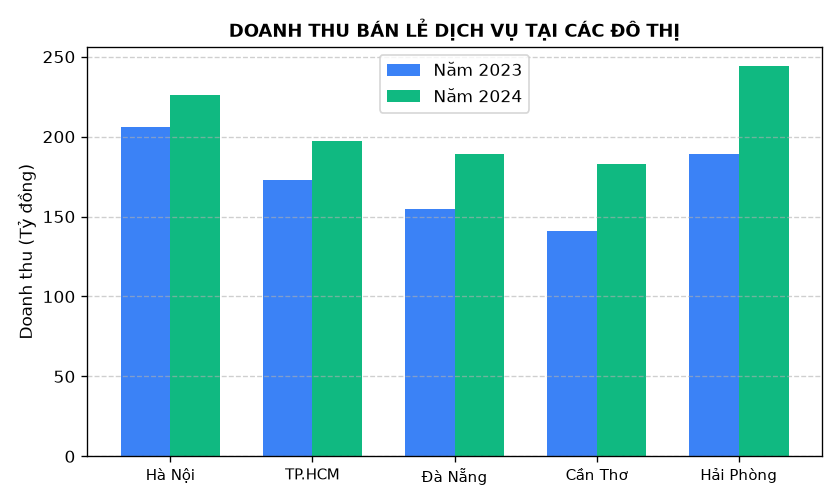 DOANH THU BÁN LẺ DỊCH VỤ TẠI CÁC ĐÔ THỊ
Năm 2023
Năm 2024
Doanh thu (Tỷ đồng)
250
200
150
100
50
0
Hà Nội TP.HCM Đà Nẵng Cần Thơ Hải Phòng